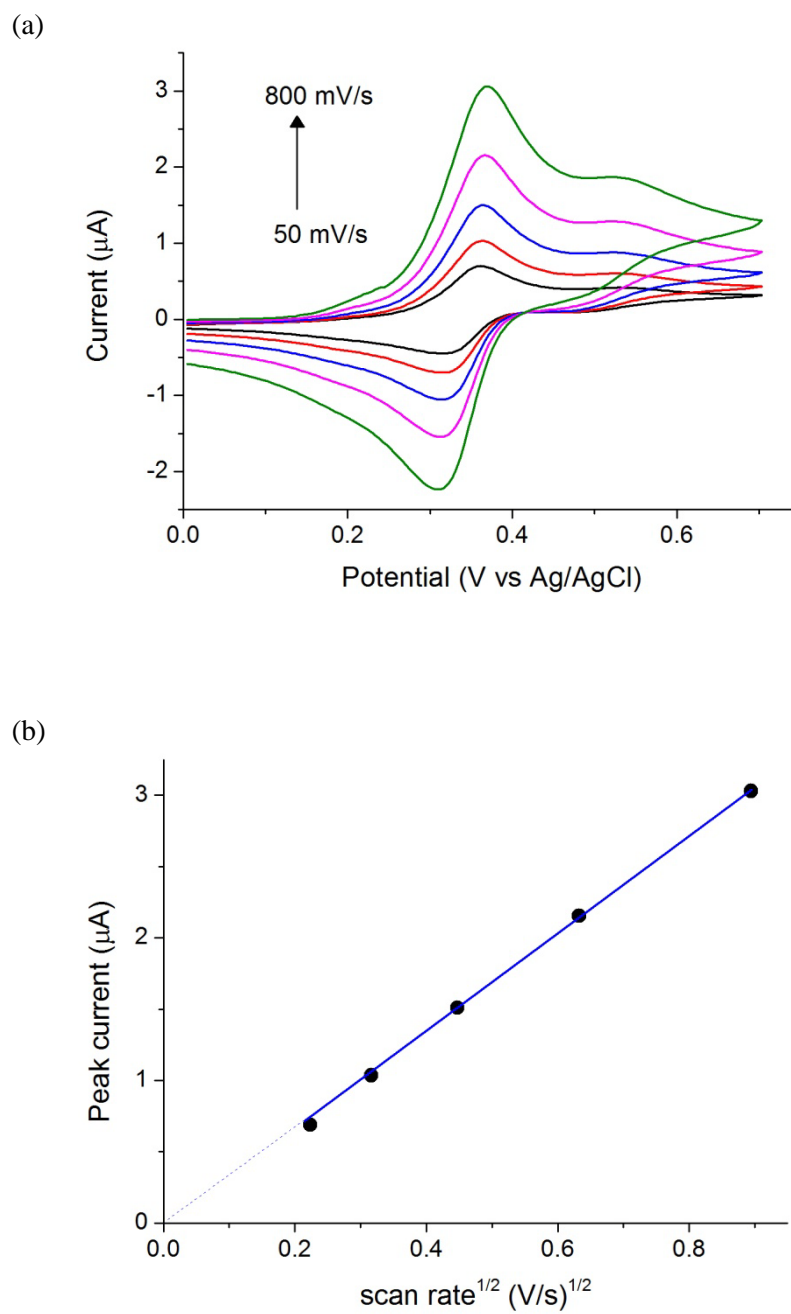 (a)
3
800 mV/s
2
50 mV/s
1
0
-1
-2
Current (μA)
0.0 0.2 0.4 0.6
Potential (V vs Ag/AgCl)
(b)
3
2
1
0
Peak current (μA)
0.0 0.2 0.4 0.6 0.8
scan rate^1/2 (V/s)^1/2